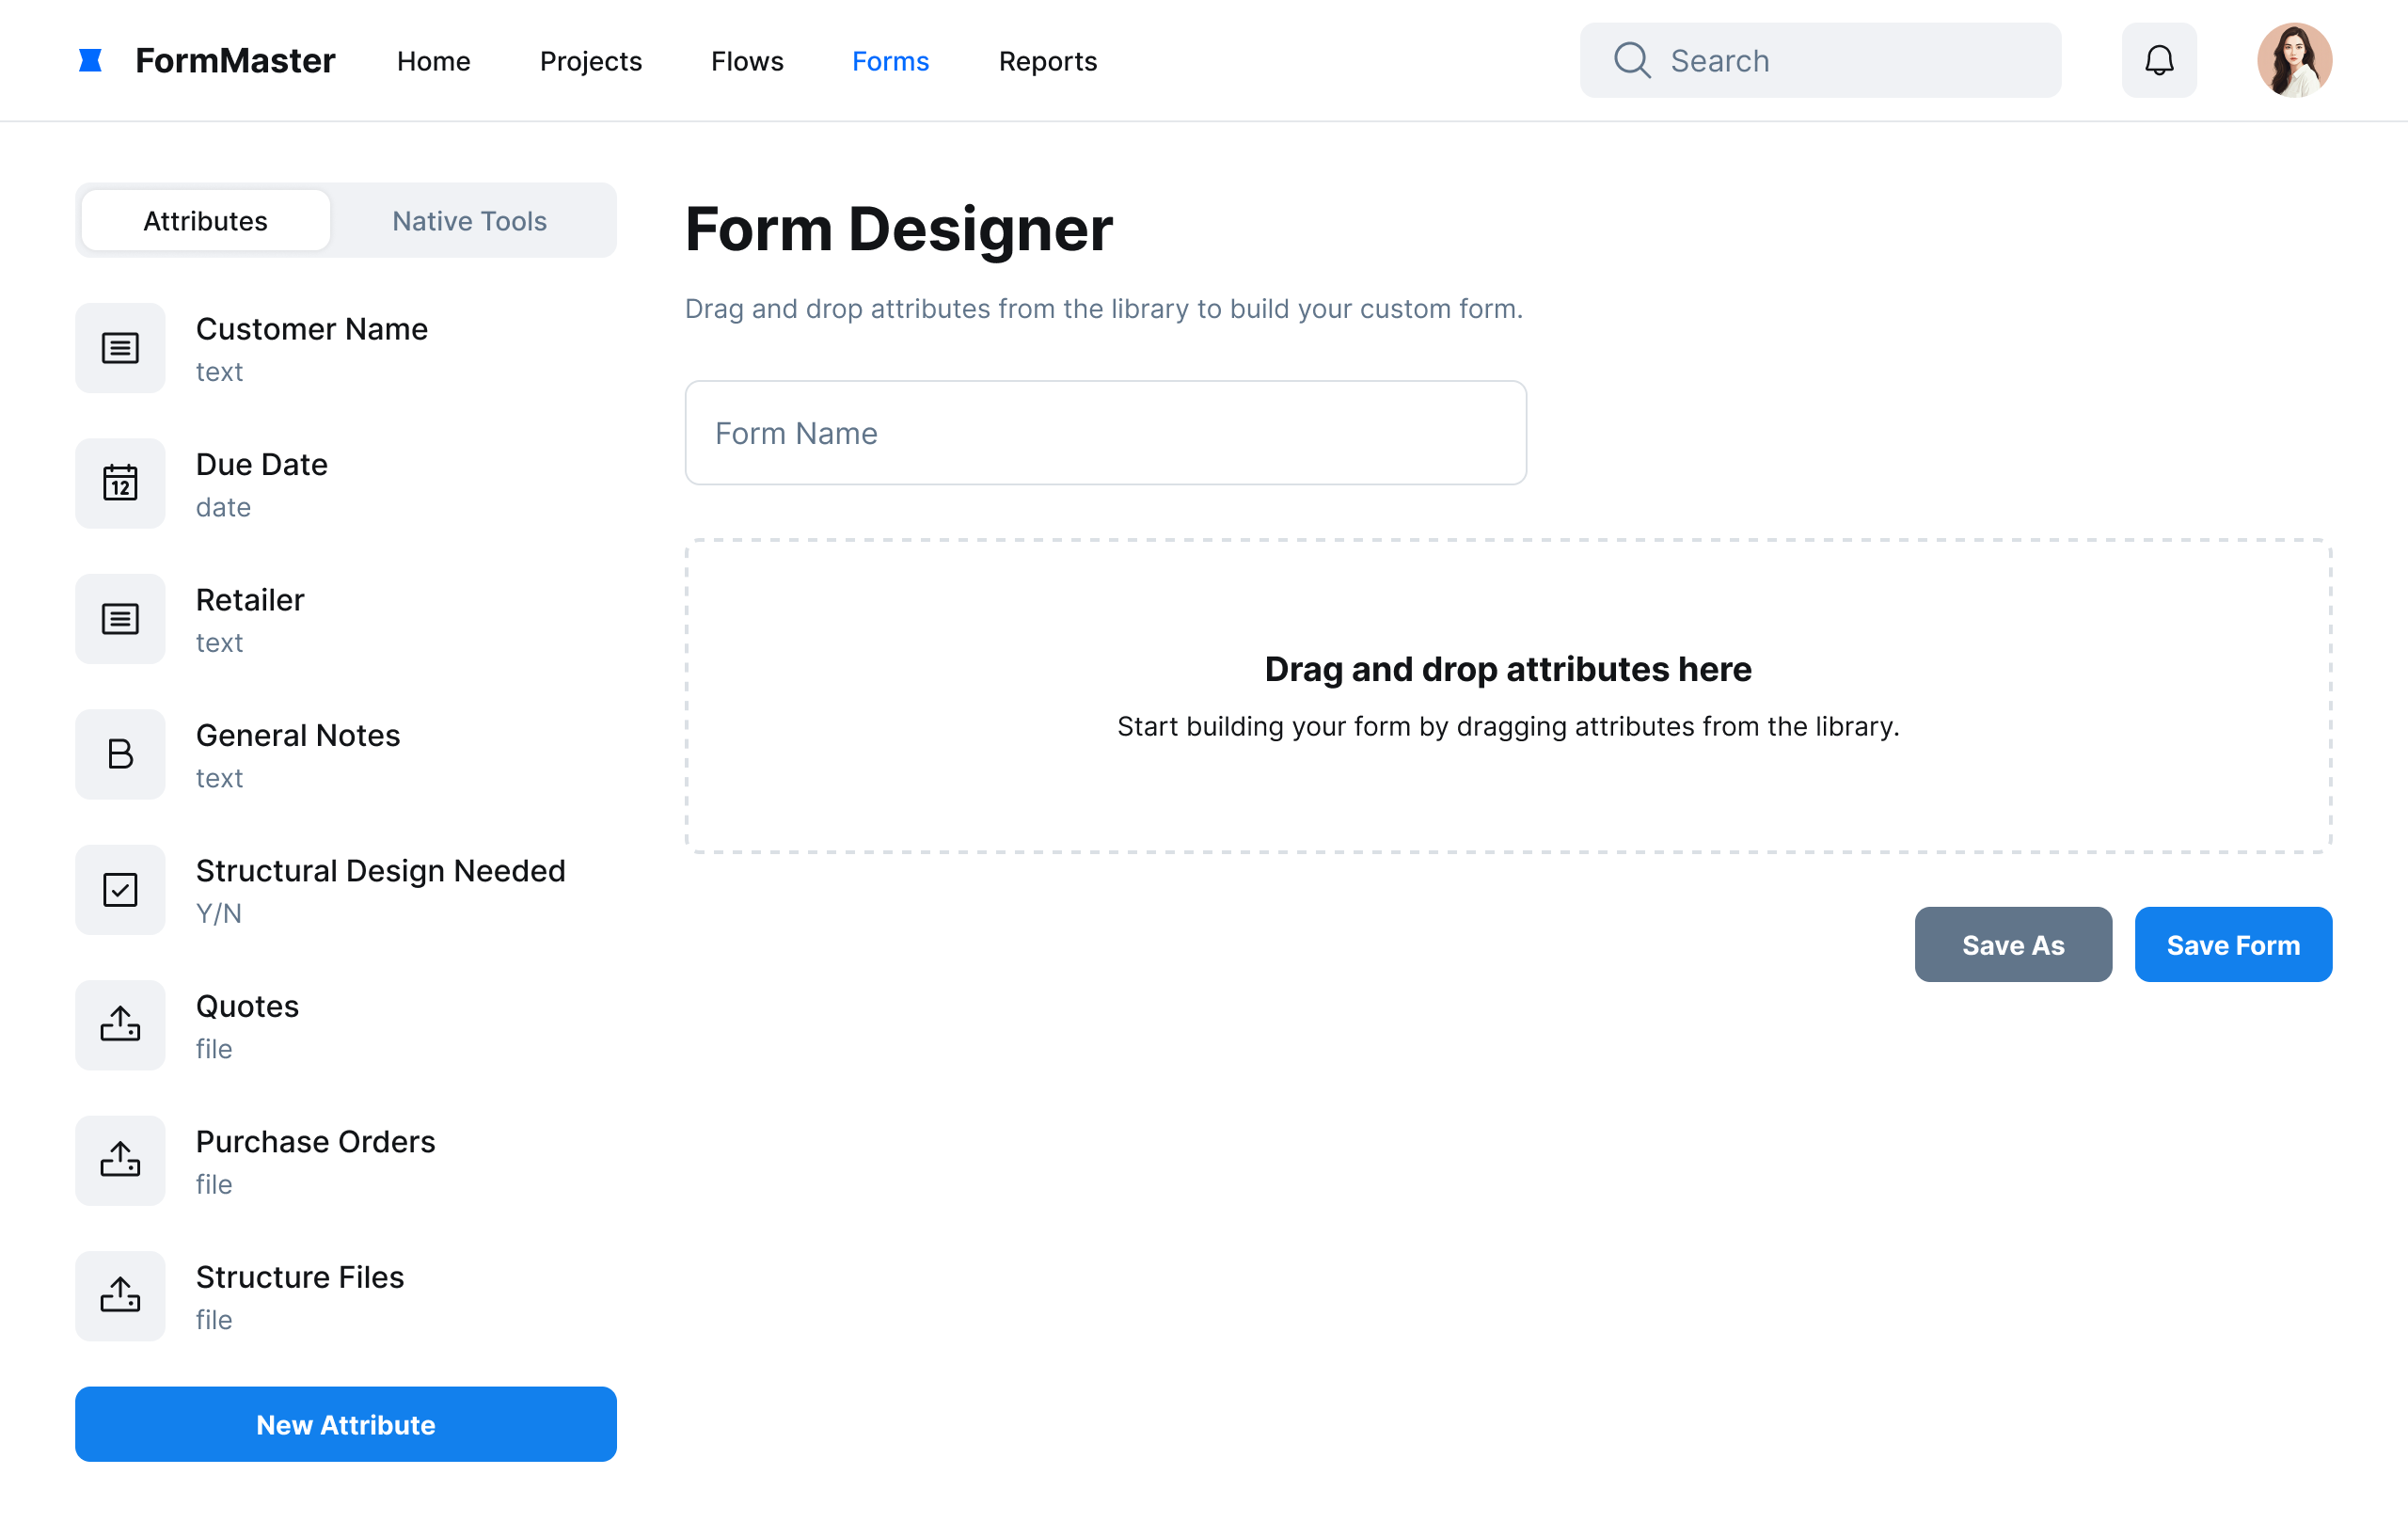 FormMaster
Home
Projects
Flows
Forms
Reports
Search
Attributes
Native Tools
Customer Name
text
Due Date
date
12
Retailer
text
General Notes
text
B
Structural Design Needed
Y/N
Quotes
file
Purchase Orders
file
Structure Files
file
New Attribute
Form Designer
Drag and drop attributes from the library to build your custom form.
Form Name
Drag and drop attributes here
Start building your form by dragging attributes from the library.
Save As
Save Form